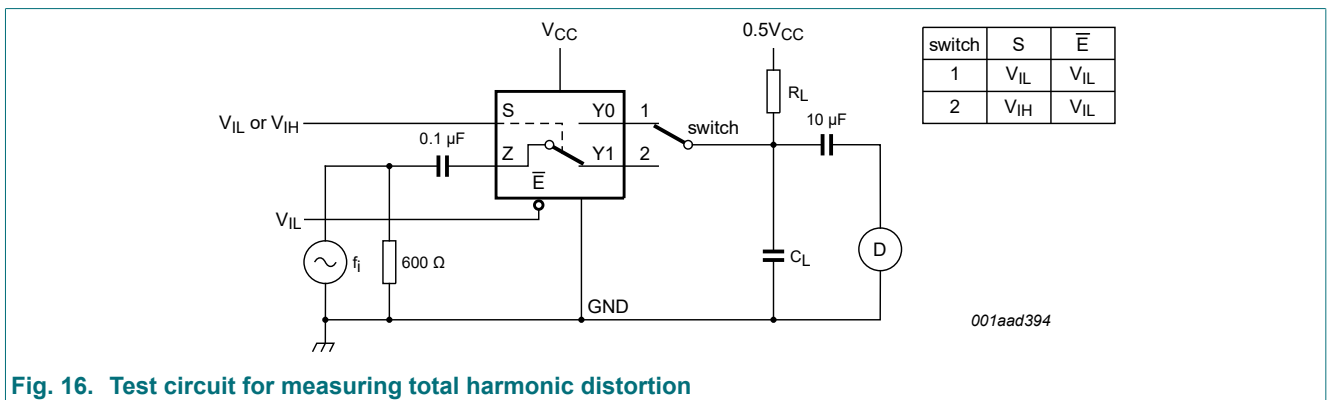 VCC
0.5VCC
switch S E̅
1 VIL VIL
2 VIH VIL
RL
S Y0 1
switch
10 µF
VIL or VIH
0.1 µF
Z Y1 2
E̅
VIL
fi
600 Ω
CL
D
GND
001aad394
Fig. 16. Test circuit for measuring total harmonic distortion